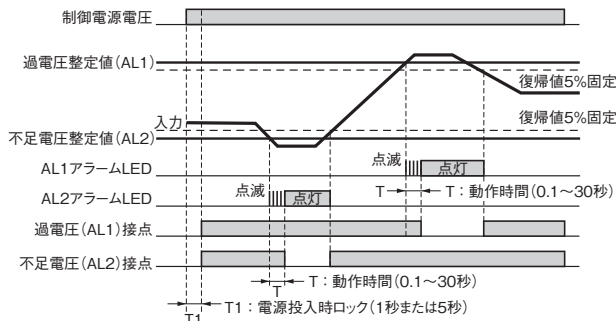 制御電源電圧
過電圧整定値(AL1)
復帰値5%固定
入力
復帰値5%固定
不足電圧整定値(AL2)
点滅
点灯
AL1アラームLED
T
T：動作時間(0.1～30秒)
点滅
点灯
AL2アラームLED
過電圧(AL1)接点
不足電圧(AL2)接点
T
T：動作時間(0.1～30秒)
T1
T1：電源投入時ロック(1秒または5秒)